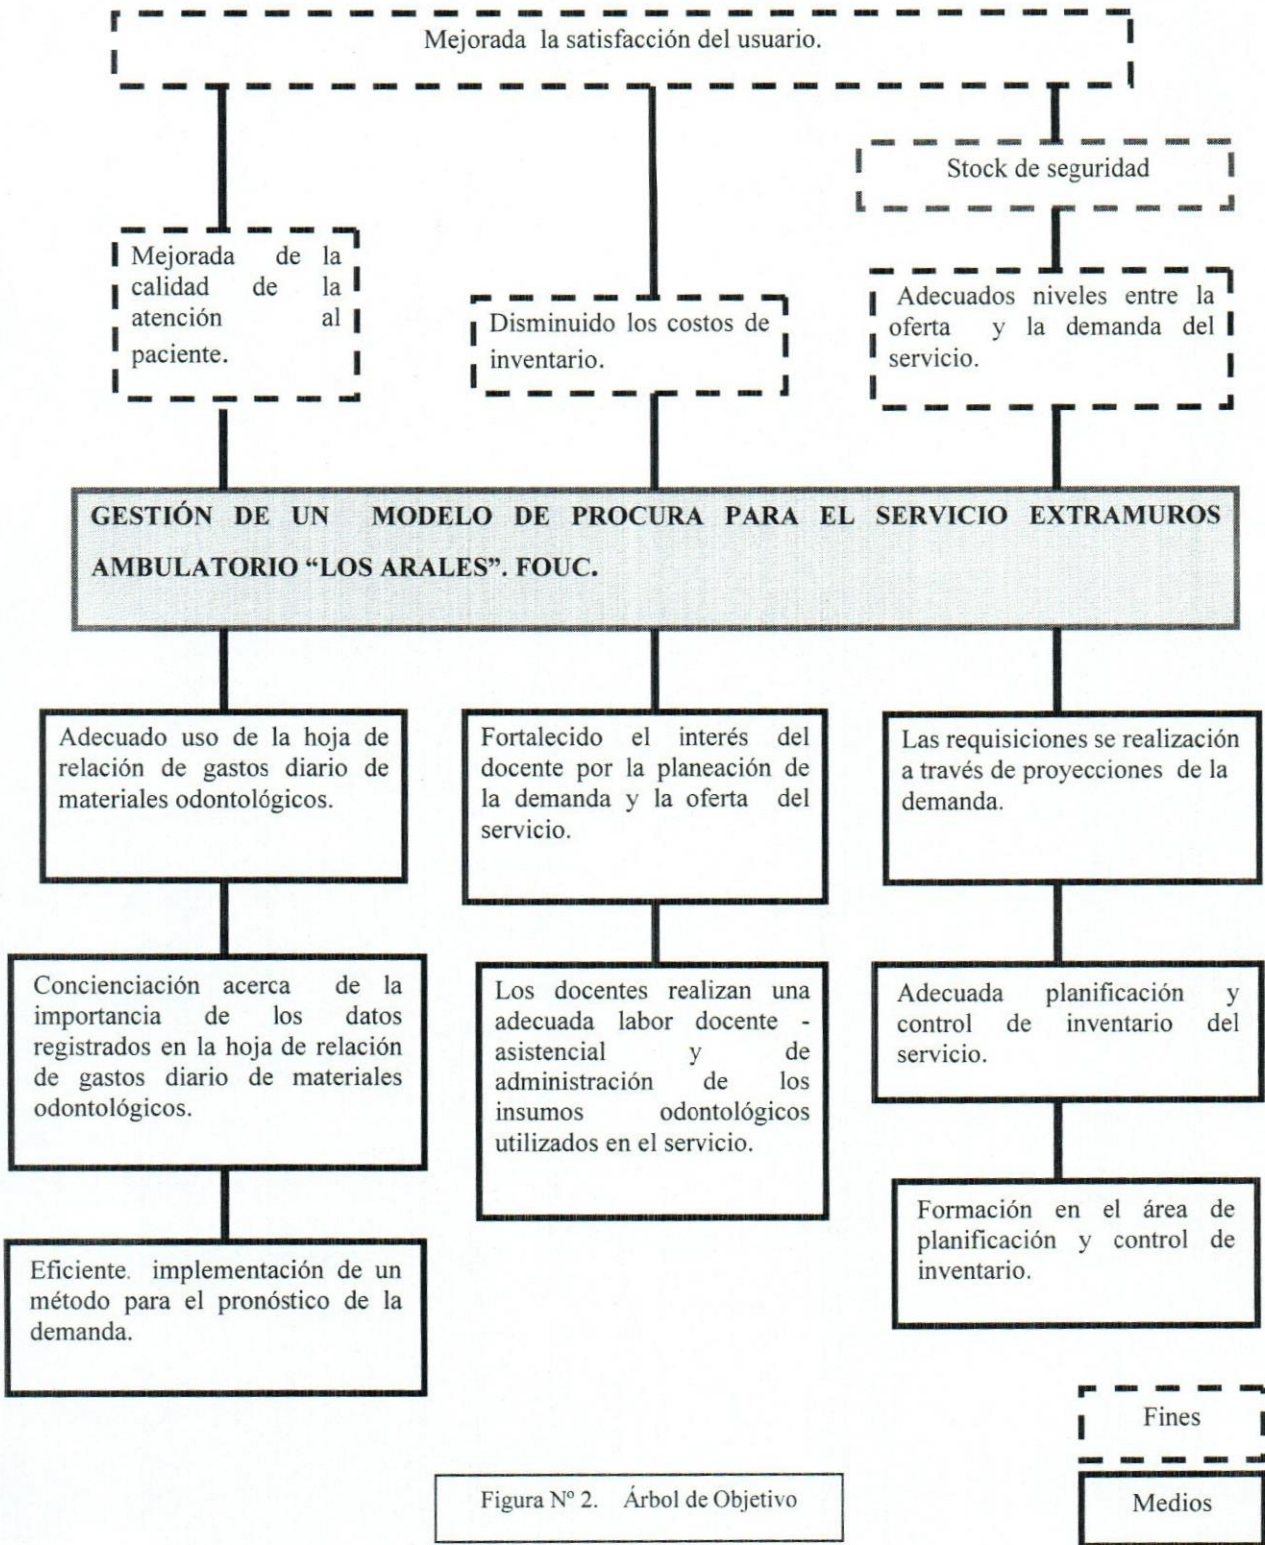 Mejorada la satisfacción del usuario.
Stock de seguridad
Mejorada de la
calidad de la
atención al
paciente.
Disminuido los costos de
inventario.
Adecuados niveles entre la
oferta y la demanda del
servicio.
GESTIÓN DE UN MODELO DE PROCURA PARA EL SERVICIO EXTRAMUROS
AMBULATORIO “LOS ARALES”. FOUC.
Adecuado uso de la hoja de
relación de gastos diario de
materiales odontológicos.
Fortalecido el interés del
docente por la planeación de
la demanda y la oferta del
servicio.
Las requisiciones se realización
a través de proyecciones de la
demanda.
Concienciación acerca de la
importancia de los datos
registrados en la hoja de relación
de gastos diario de materiales
odontológicos.
Los docentes realizan una
adecuada labor docente -
asistencial y de
administración de los
insumos odontológicos
utilizados en el servicio.
Adecuada planificación y
control de inventario del
servicio.
Eficiente. implementación de un
método para el pronóstico de la
demanda.
Formación en el área de
planificación y control de
inventario.
Fines
Medios
Figura Nº 2. Árbol de Objetivo